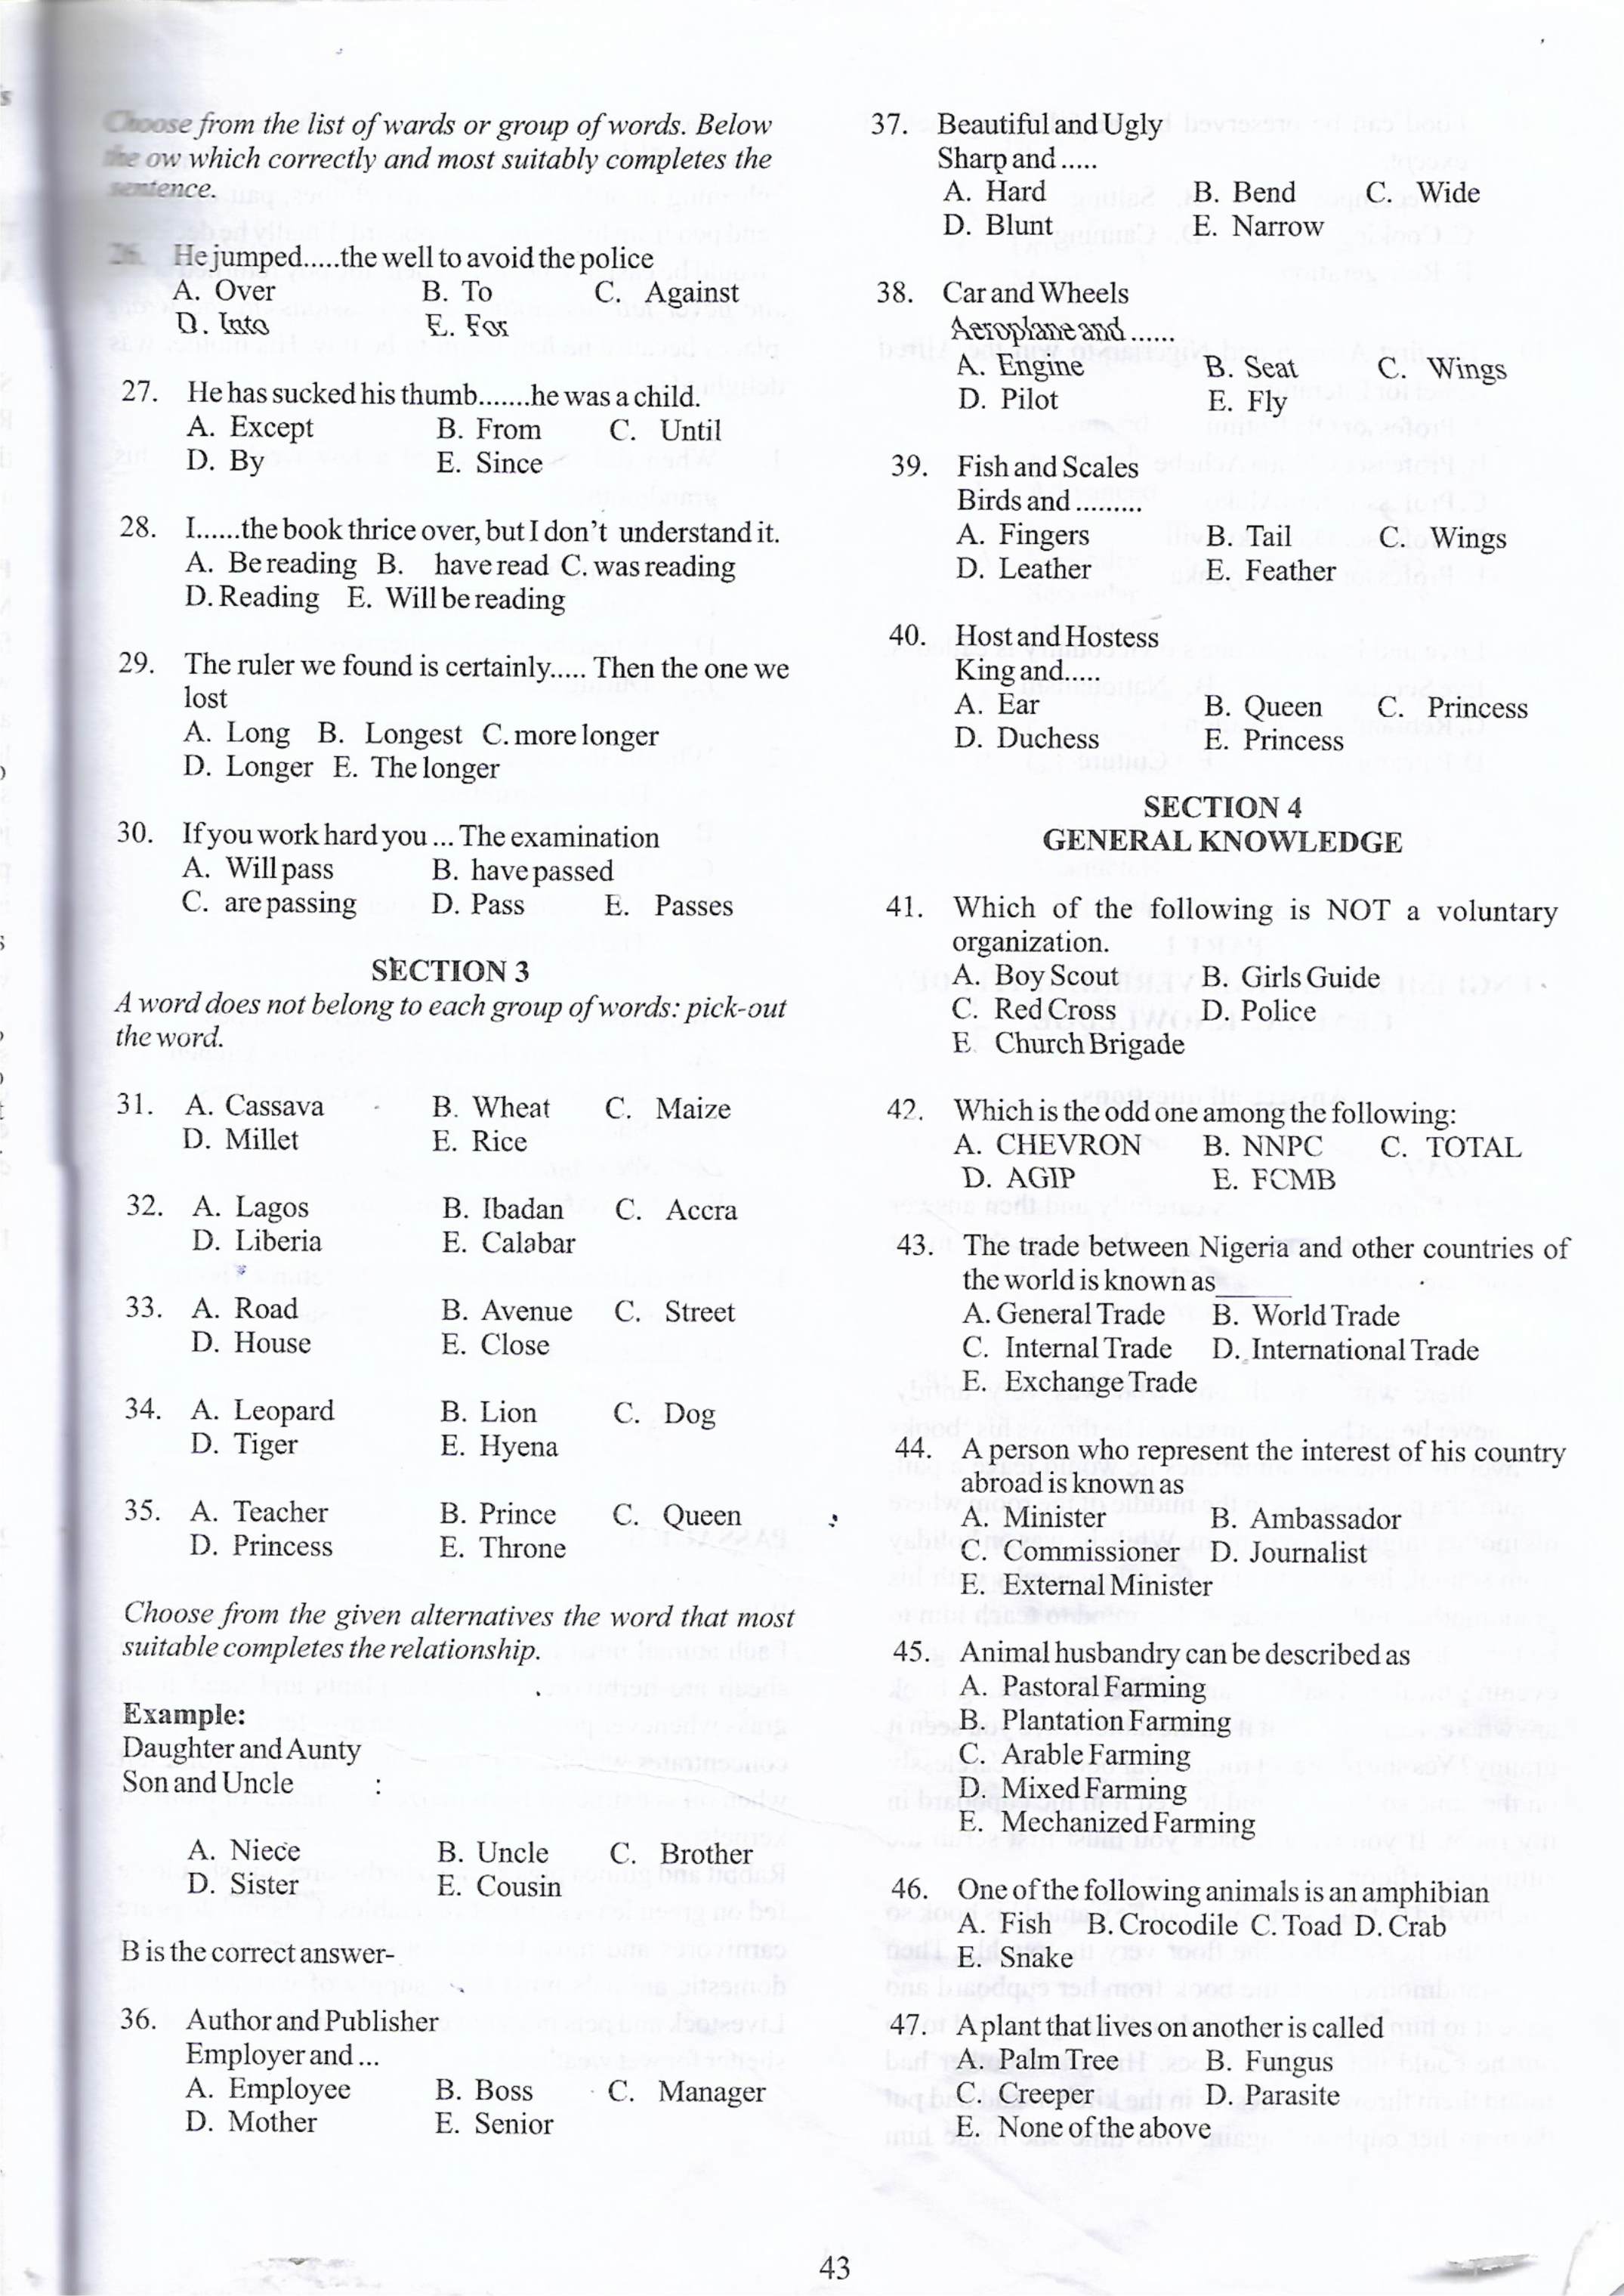 Choose from the list of wards or group of words. Below
the ow which correctly and most suitably completes the
sentence.
26. He jumped.....the well to avoid the police
A. Over B. To C. Against
D. Into E. For
27. He has sucked his thumb.......he was a child.
A. Except B. From C. Until
D. By E. Since
28. I......the book thrice over, but I don't understand it.
A. Be reading B. have read C. was reading
D. Reading E. Will be reading
29. The ruler we found is certainly..... Then the one we
lost
A. Long B. Longest C. more longer
D. Longer E. The longer
30. If you work hard you ... The examination
A. Will pass B. have passed
C. are passing D. Pass E. Passes
SECTION 3
A word does not belong to each group of words: pick-out
the word.
31. A. Cassava B. Wheat C. Maize
D. Millet E. Rice
32. A. Lagos B. Ibadan C. Accra
D. Liberia E. Calabar
33. A. Road B. Avenue C. Street
D. House E. Close
34. A. Leopard B. Lion C. Dog
D. Tiger E. Hyena
35. A. Teacher B. Prince C. Queen
D. Princess E. Throne
Choose from the given alternatives the word that most
suitable completes the relationship.
Example:
Daughter and Aunty
Son and Uncle :
A. Niece B. Uncle C. Brother
D. Sister E. Cousin
B is the correct answer-
36. Author and Publisher
Employer and ...
A. Employee B. Boss C. Manager
D. Mother E. Senior
37. Beautiful and Ugly
Sharp and .....
A. Hard B. Bend C. Wide
D. Blunt E. Narrow
38. Car and Wheels
Aeroplane and ......
A. Engine B. Seat C. Wings
D. Pilot E. Fly
39. Fish and Scales
Birds and .........
A. Fingers B. Tail C. Wings
D. Leather E. Feather
40. Host and Hostess
King and.....
A. Ear B. Queen C. Princess
D. Duchess E. Princess
SECTION 4
GENERAL KNOWLEDGE
41. Which of the following is NOT a voluntary
organization.
A. Boy Scout B. Girls Guide
C. Red Cross D. Police
E Church Brigade
42. Which is the odd one among the following:
A. CHEVRON B. NNPC C. TOTAL
D. AGIP E. FCMB
43. The trade between Nigeria and other countries of
the world is known as_____
A. General Trade B. World Trade
C. Internal Trade D. International Trade
E. Exchange Trade
44. A person who represent the interest of his country
abroad is known as
A. Minister B. Ambassador
C. Commissioner D. Journalist
E. External Minister
45. Animal husbandry can be described as
A. Pastoral Farming
B. Plantation Farming
C. Arable Farming
D. Mixed Farming
E. Mechanized Farming
46. One of the following animals is an amphibian
A. Fish B. Crocodile C. Toad D. Crab
E. Snake
47. A plant that lives on another is called
A. Palm Tree B. Fungus
C. Creeper D. Parasite
E. None of the above
43